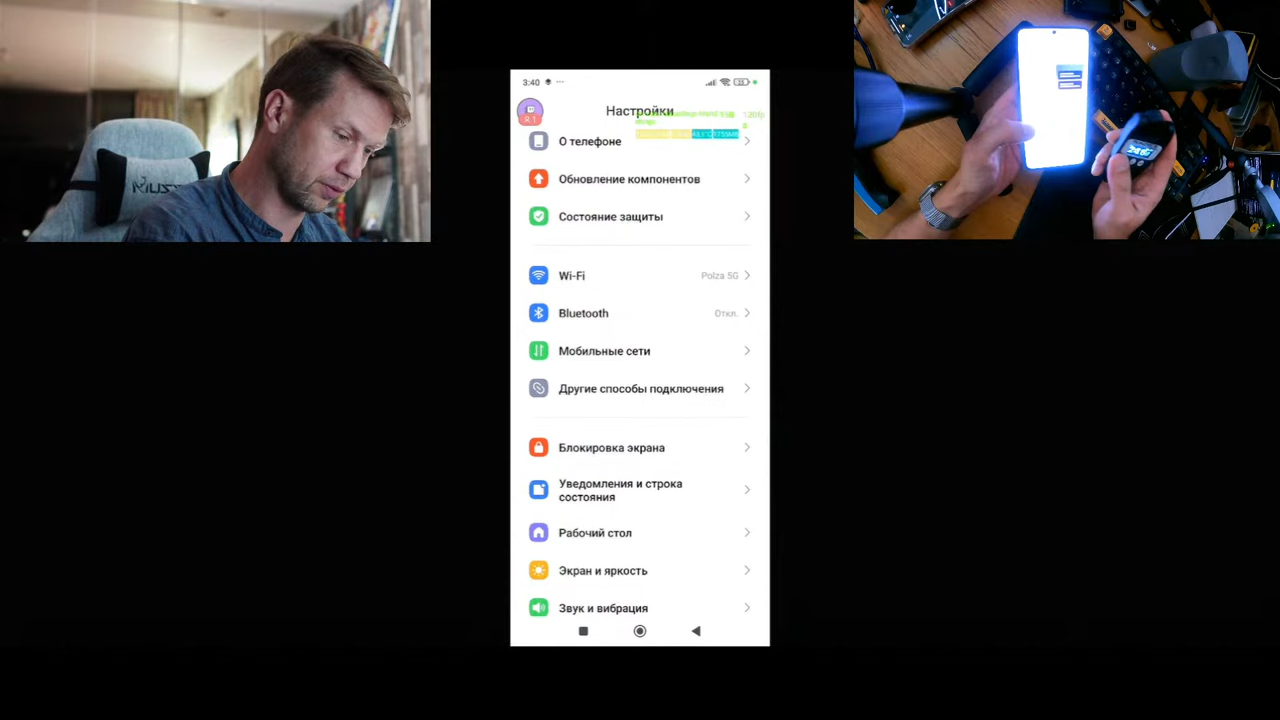 3:40
Настройки
О телефоне
Обновление компонентов
Состояние защиты
Wi-Fi
Polza 5G
Bluetooth
Откл.
Мобильные сети
Другие способы подключения
Блокировка экрана
Уведомления и строка
состояния
Рабочий стол
Экран и яркость
Звук и вибрация